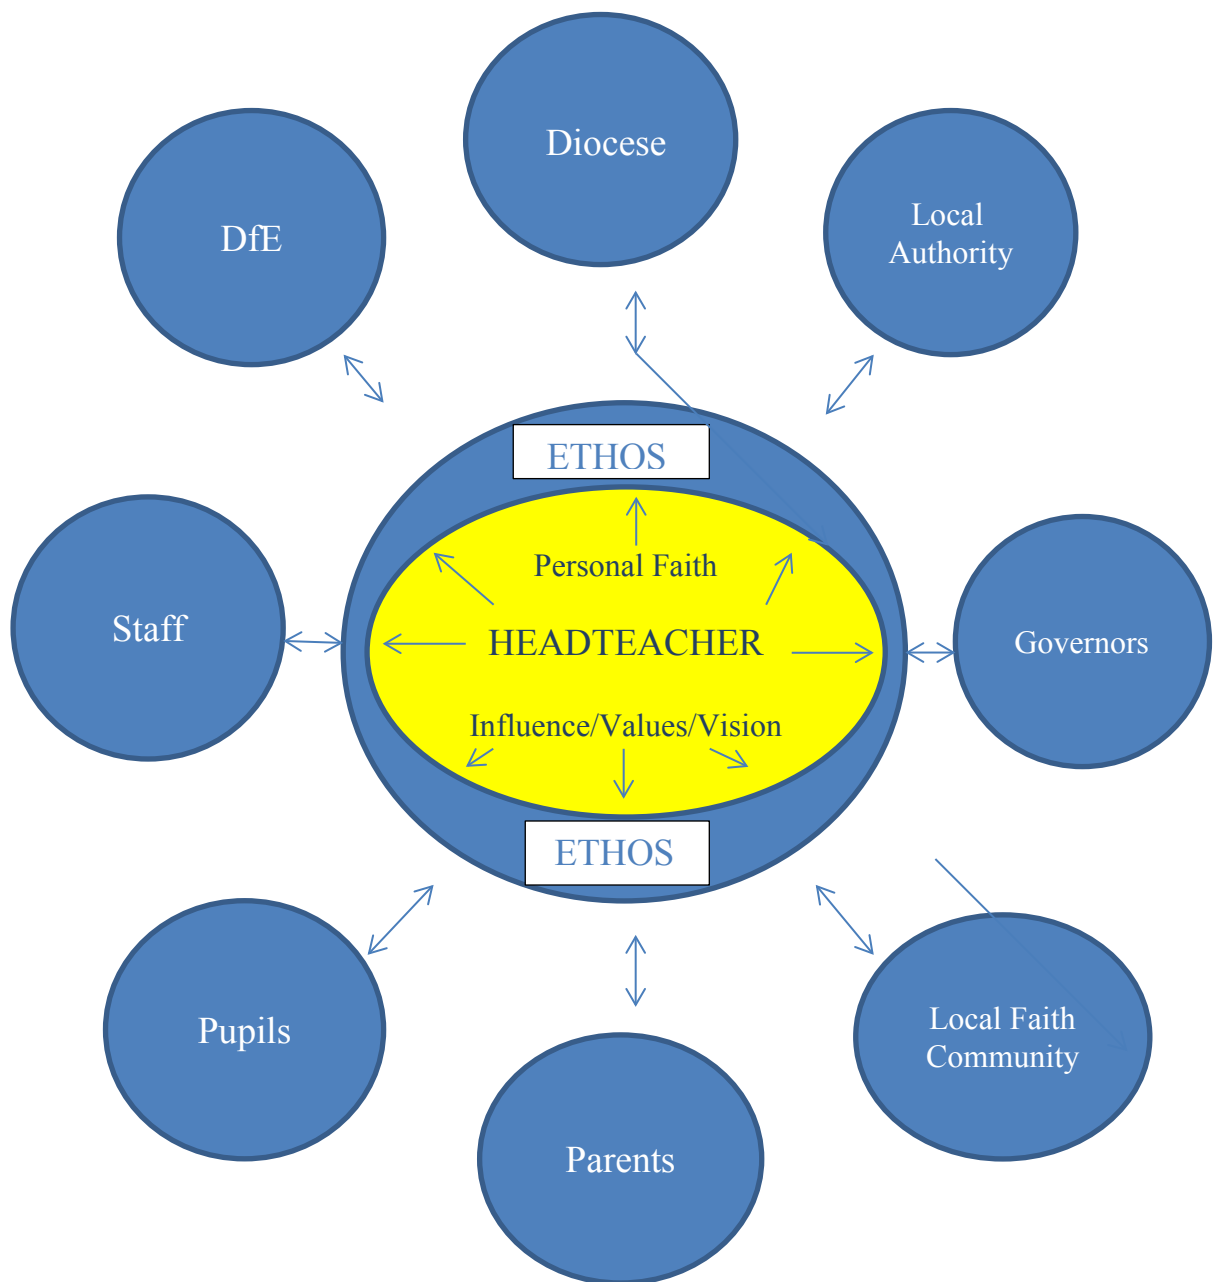 Diocese
DfE
Local
Authority
ETHOS
Personal Faith
Staff
HEADTEACHER
Governors
Influence/Values/Vision
ETHOS
Pupils
Local Faith
Community
Parents